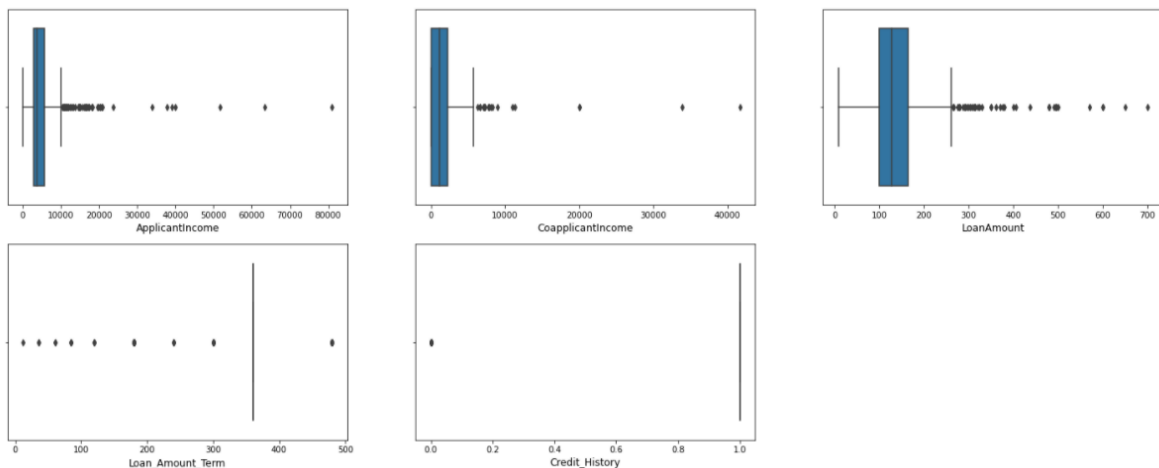 0 10000 20000 30000 40000 50000 60000 70000 80000
ApplicantIncome
0 10000 20000 30000 40000
CoapplicantIncome
0 100 200 300 400 500 600 700
LoanAmount
0 100 200 300 400 500
Loan_Amount_Term
0.0 0.2 0.4 0.6 0.8 1.0
Credit_History